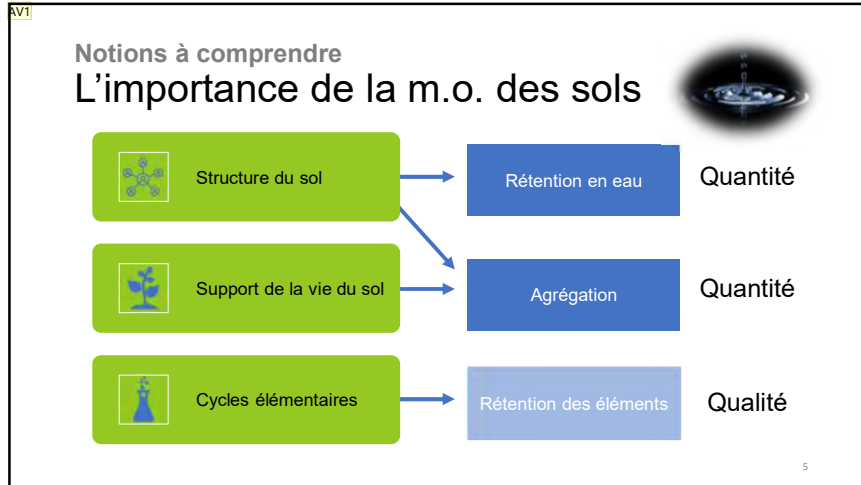 AV1
Notions à comprendre
L'importance de la m.o. des sols
Structure du sol
Rétention en eau
Quantité
Support de la vie du sol
Agrégation
Quantité
Cycles élémentaires
Rétention des éléments
Qualité
5